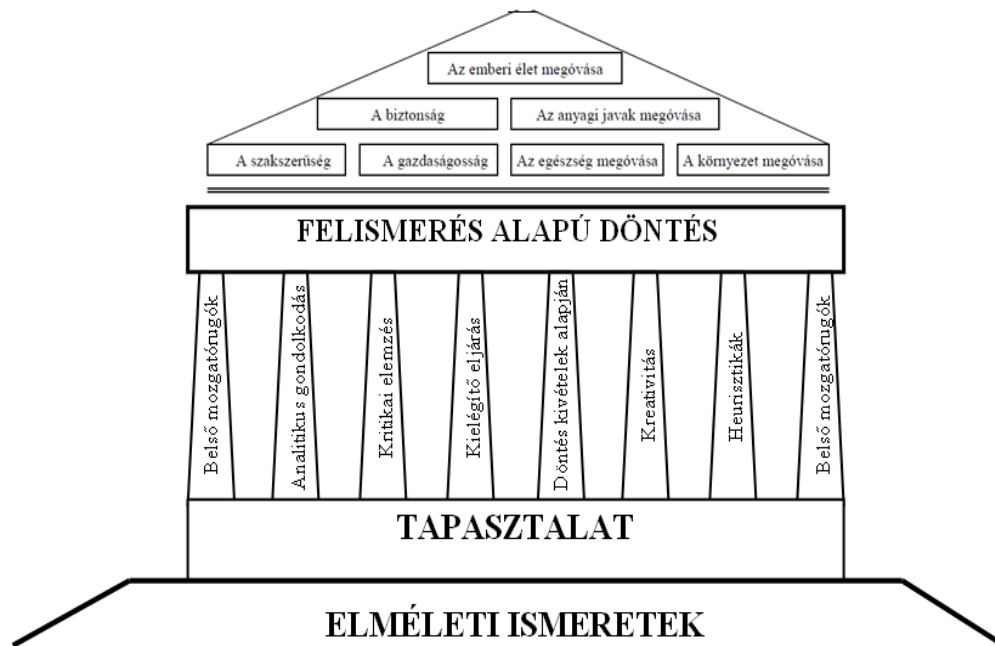 Az emberi élet megóvása
A biztonság
Az anyagi javak megóvása
A szakszerűség
A gazdaságosság
Az egészség megóvása
A környezet megóvása
FELISMERÉS ALAPÚ DÖNTÉS
Belső mozgatórugók
Analitikus gondolkodás
Kritikai elemzés
Kielégítő eljárás
Döntés kivételek alapján
Kreativitás
Heurisztikák
Belső mozgatórugók
TAPASZTALAT
ELMÉLETI ISMERETEK